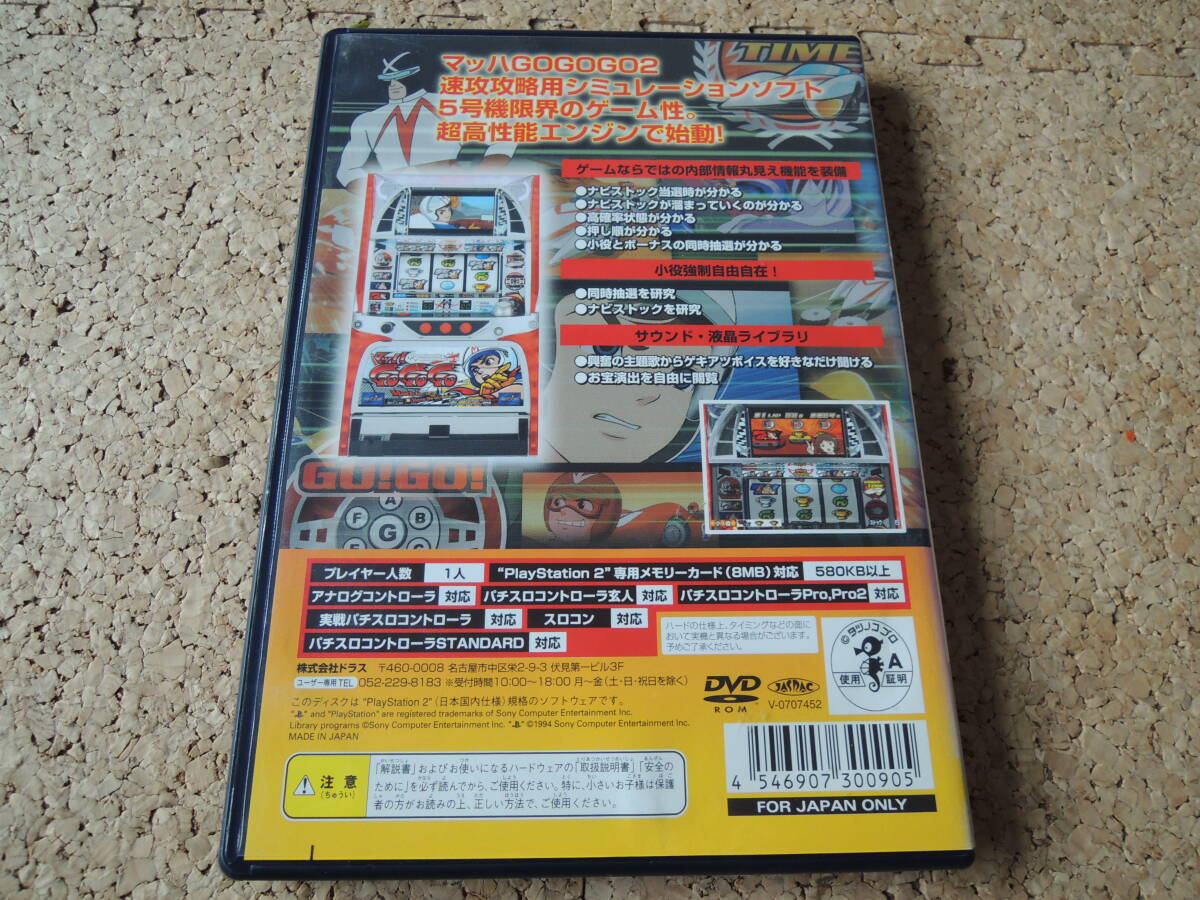 TIME
マッハGOGOGO2
速攻攻略用シミュレーションソフト
5号機限界のゲーム性。
超高性能エンジンで始動!
ゲームならではの内部情報丸見え機能を装備
●ナビストック当選時が分かる
●ナビストックが溜まっていくのが分かる
●高確率状態が分かる
●押し順が分かる
●小役とボーナスの同時抽選が分かる
小役強制自由自在!
●同時抽選を研究
●ナビストックを研究
サウンド・液晶ライブラリ
●興奮の主題歌からゲキアツボイスを好きなだけ聞ける
●お宝演出を自由に閲覧
GO!GO!
A
F B
G
E C
プレイヤー人数 1人 "PlayStation 2"専用メモリーカード(8MB)対応 580KB以上
アナログコントローラ 対応 パチスロコントローラ玄人 対応 パチスロコントローラPro,Pro2 対応
実戦パチスロコントローラ 対応 スロコン 対応
パチスロコントローラSTANDARD 対応
ハードの仕様上、タイミングなどの面に
おいて実機と異なる場合がございます。
予めご了承ください。
©タツノコプロ
使用 A 証明
株式会社ドラス 〒460-0008 名古屋市中区栄2-9-3 伏見第一ビル3F
ユーザー専用TEL 052-229-8183 ※受付時間10:00〜18:00 月〜金(土・日・祝日を除く)
このディスクは "PlayStation 2" (日本国内仕様)規格のソフトウェアです。
" " and "PlayStation" are registered trademarks of Sony Computer Entertainment Inc.
Library programs ©Sony Computer Entertainment Inc. " " ©1994 Sony Computer Entertainment Inc.
MADE IN JAPAN
DVD
ROM
JASRAC
V-0707452
注意
(ちゅうい)
「解説書」およびお使いになるハードウェアの「取扱説明書」「安全の
ために」を必ず読んでから、ご使用ください。特に、小さいお子様は保護
者の方がお読みの上、正しい方法で、ご使用ください。
4 546907 300905
FOR JAPAN ONLY